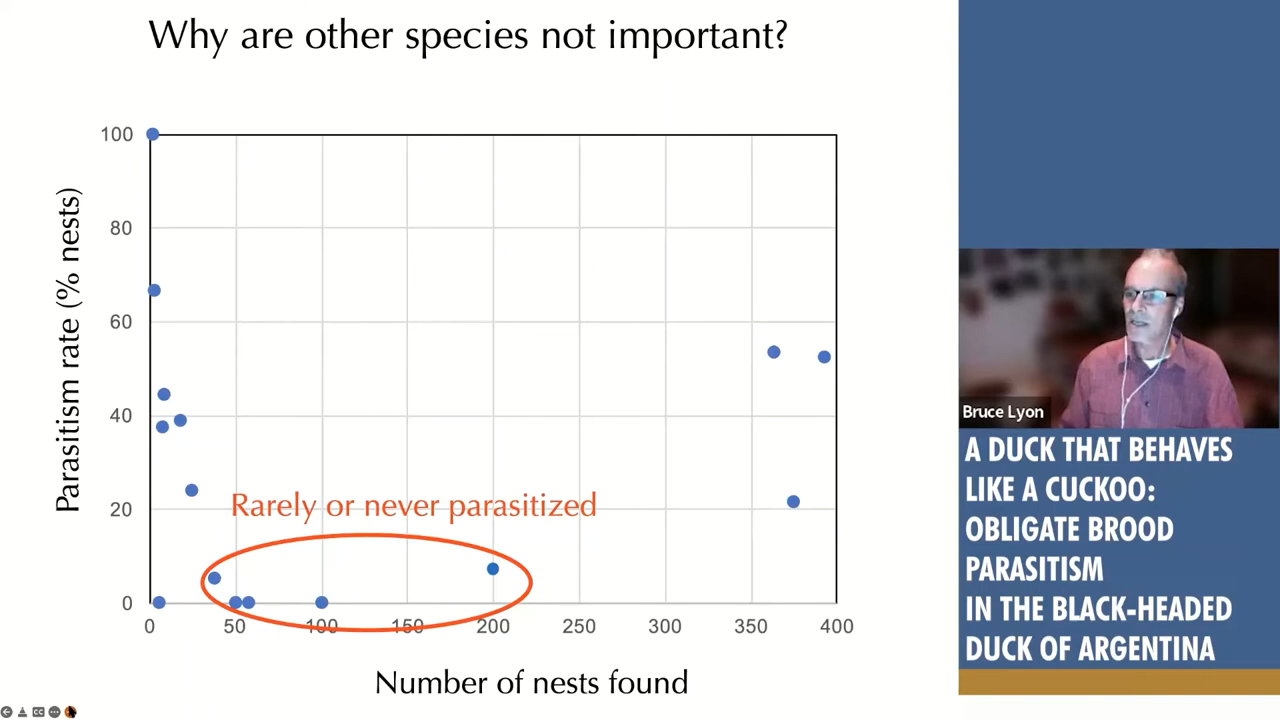 Why are other species not important?
Parasitism rate (% nests)
100
80
60
40
20
0
Rarely or never parasitized
0 50 100 150 200 250 300 350 400
Number of nests found
CC
Bruce Lyon
A DUCK THAT BEHAVES
LIKE A CUCKOO:
OBLIGATE BROOD
PARASITISM
IN THE BLACK-HEADED
DUCK OF ARGENTINA